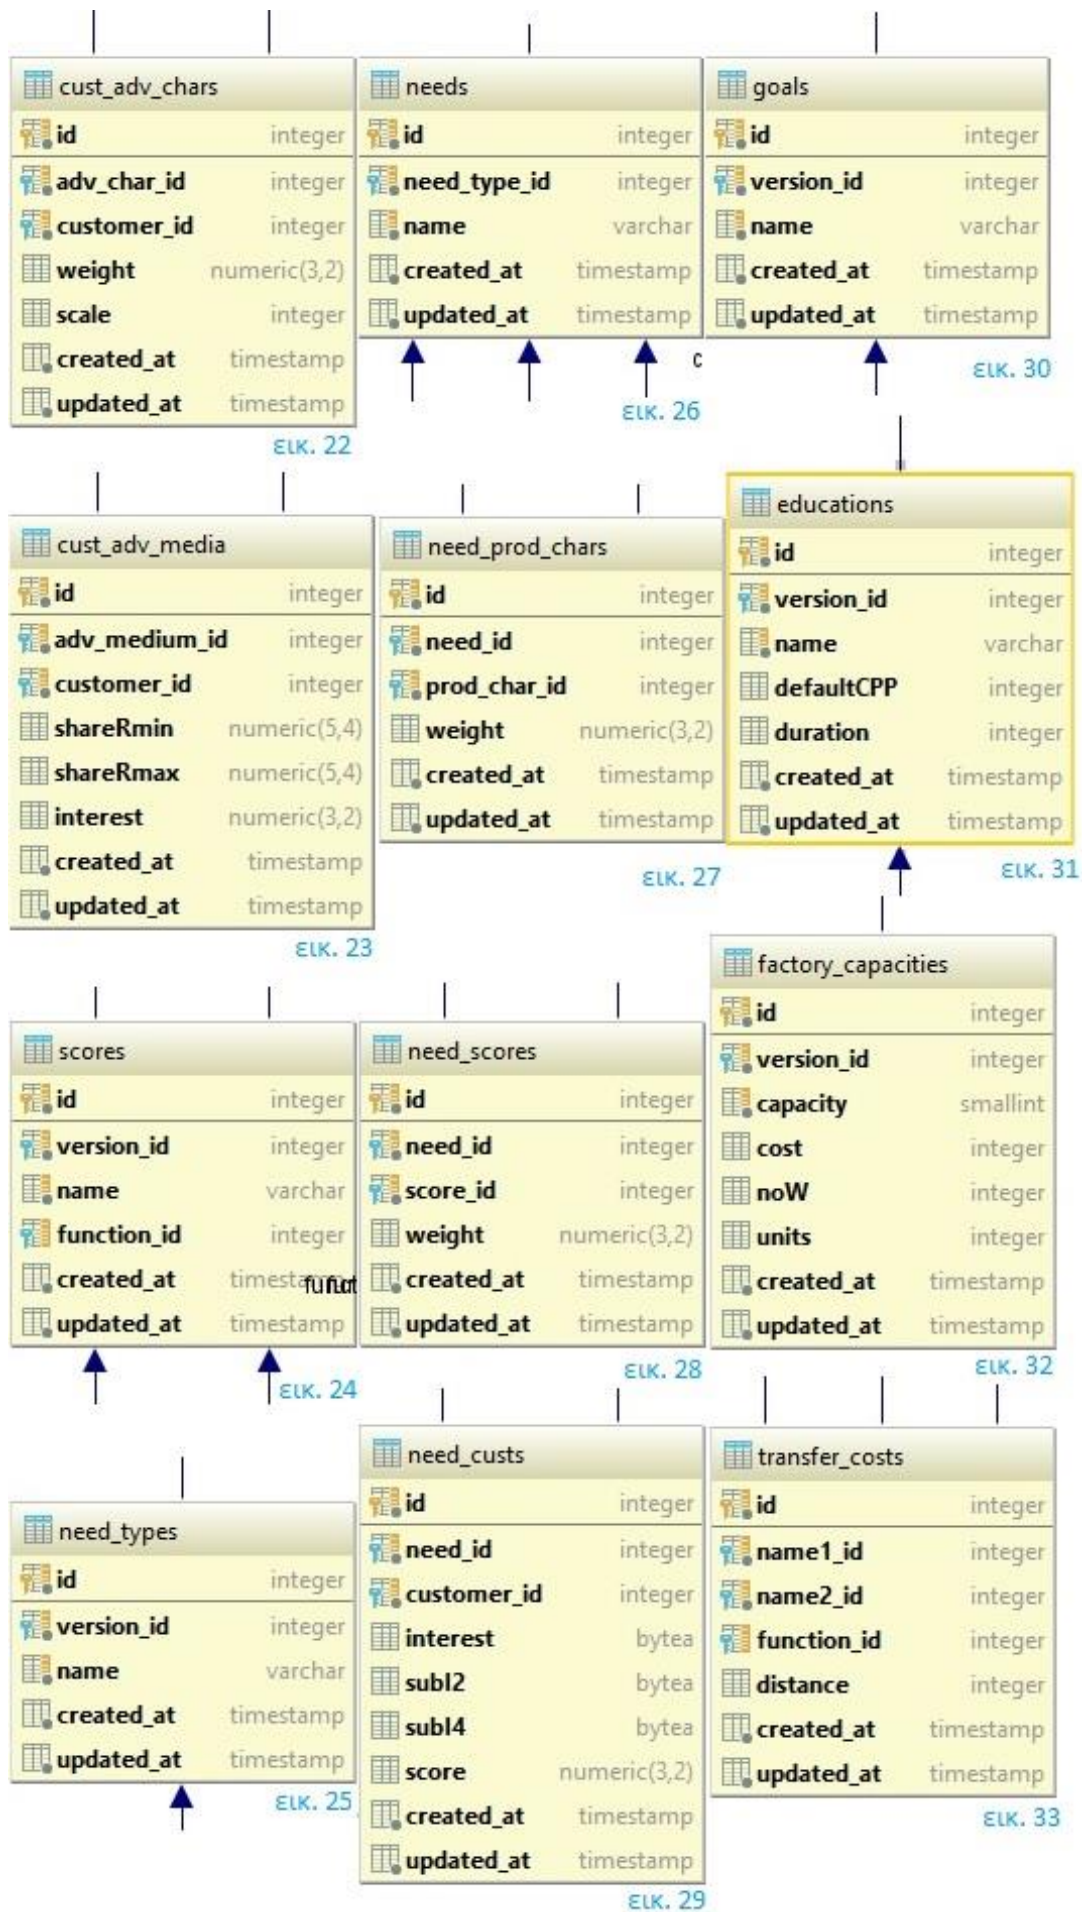 cust_adv_chars
id integer
adv_char_id integer
customer_id integer
weight numeric(3,2)
scale integer
created_at timestamp
updated_at timestamp
εικ. 22
needs
id integer
need_type_id integer
name varchar
created_at timestamp
updated_at timestamp
c
εικ. 26
goals
id integer
version_id integer
name varchar
created_at timestamp
updated_at timestamp
εικ. 30
cust_adv_media
id integer
adv_medium_id integer
customer_id integer
shareRmin numeric(5,4)
shareRmax numeric(5,4)
interest numeric(3,2)
created_at timestamp
updated_at timestamp
εικ. 23
need_prod_chars
id integer
need_id integer
prod_char_id integer
weight numeric(3,2)
created_at timestamp
updated_at timestamp
εικ. 27
educations
id integer
version_id integer
name varchar
defaultCPP integer
duration integer
created_at timestamp
updated_at timestamp
εικ. 31
scores
id integer
version_id integer
name varchar
function_id integer
created_at timestamp
updated_at timestamp
εικ. 24
need_scores
id integer
need_id integer
score_id integer
weight numeric(3,2)
created_at timestamp
updated_at timestamp
εικ. 28
factory_capacities
id integer
version_id integer
capacity smallint
cost integer
noW integer
units integer
created_at timestamp
updated_at timestamp
εικ. 32
need_types
id integer
version_id integer
name varchar
created_at timestamp
updated_at timestamp
εικ. 25
need_custs
id integer
need_id integer
customer_id integer
interest bytea
subl2 bytea
subl4 bytea
score numeric(3,2)
created_at timestamp
updated_at timestamp
εικ. 29
transfer_costs
id integer
name1_id integer
name2_id integer
function_id integer
distance integer
created_at timestamp
updated_at timestamp
εικ. 33